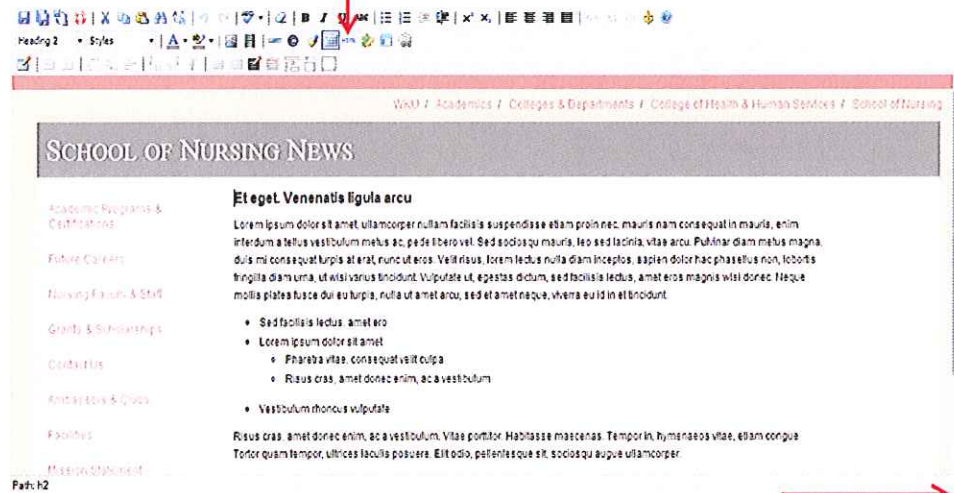 Heading 2 Styles
WKU / Academics / Colleges & Departments / College of Health & Human Services / School of Nursing
SCHOOL OF NURSING NEWS
Academic Programs &
Certifications
Future Careers
Nursing Faculty & Staff
Grants & Scholarships
Contact Us
Ambassadors & Clubs
Facilities
Mission Statement
Et eget. Venenatis ligula arcu
Lorem ipsum dolor sit amet, ullamcorper nullam facilisis suspendisse etiam proin nec, mauris nam consequat in mauris, enim
interdum a tellus vestibulum metus ac, pede libero vel. Sed sociosqu mauris, leo sed lacinia, vitae arcu. Pulvinar diam metus magna,
duis mi consequat turpis at erat, nunc ut eros. Velit risus, lorem lectus nulla diam inceptos, sapien dolor hac phasellus non, lobortis
fringilla diam urna, ut wisi varius tincidunt. Vulputate ut, egestas dictum, sed facilisis lectus, amet eros magnis wisi donec. Neque
mollis platea fusce dui eu turpis, nulla ut amet arcu, sed et amet neque, viverra eu id in et tincidunt.
Sed facilisis lectus, amet ero
Lorem ipsum dolor sit amet
Pharetra vitae, consequat velit culpa
Risus cras, amet donec enim, ac a vestibulum
Vestibulum rhoncus vulputate
Risus cras, amet donec enim, ac a vestibulum. Vitae porttitor. Habitasse maecenas. Tempor in, hymenaeos vitae, etiam congue
Tortor quam tempor, ultrices iaculis posuere. Elit odio, pellentesque sit, sociosqu augue ullamcorper.
Path: h2